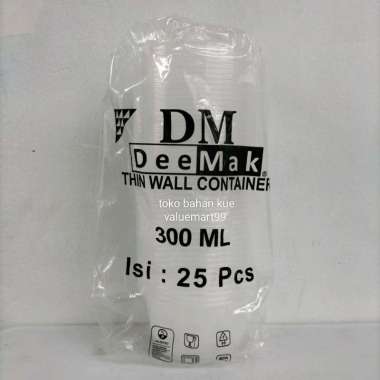 DM
DeeMak®
THIN WALL CONTAINER
toko bahan kue
valuemart99
300 ML
Isi : 25 Pcs